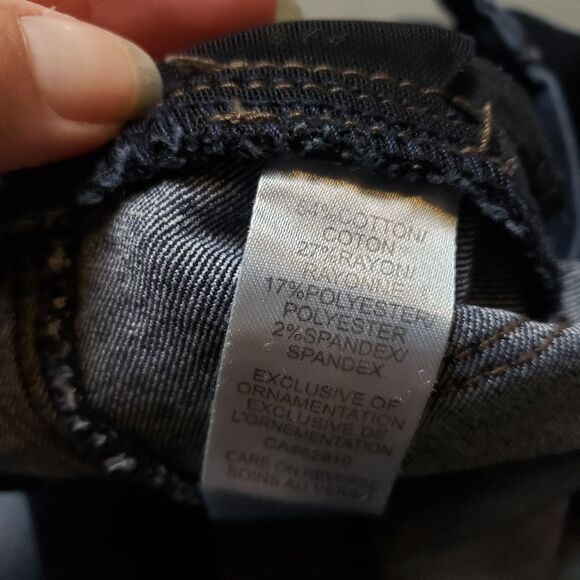 54%COTTON/
COTON
27%RAYON/
RAYONNE
17%POLYESTER/
POLYESTER
2%SPANDEX/
SPANDEX
EXCLUSIVE OF
ORNAMENTATION
EXCLUSIVE DE
L'ORNEMENTATION
CARE ON REVERSE
SOINS AU VERSO